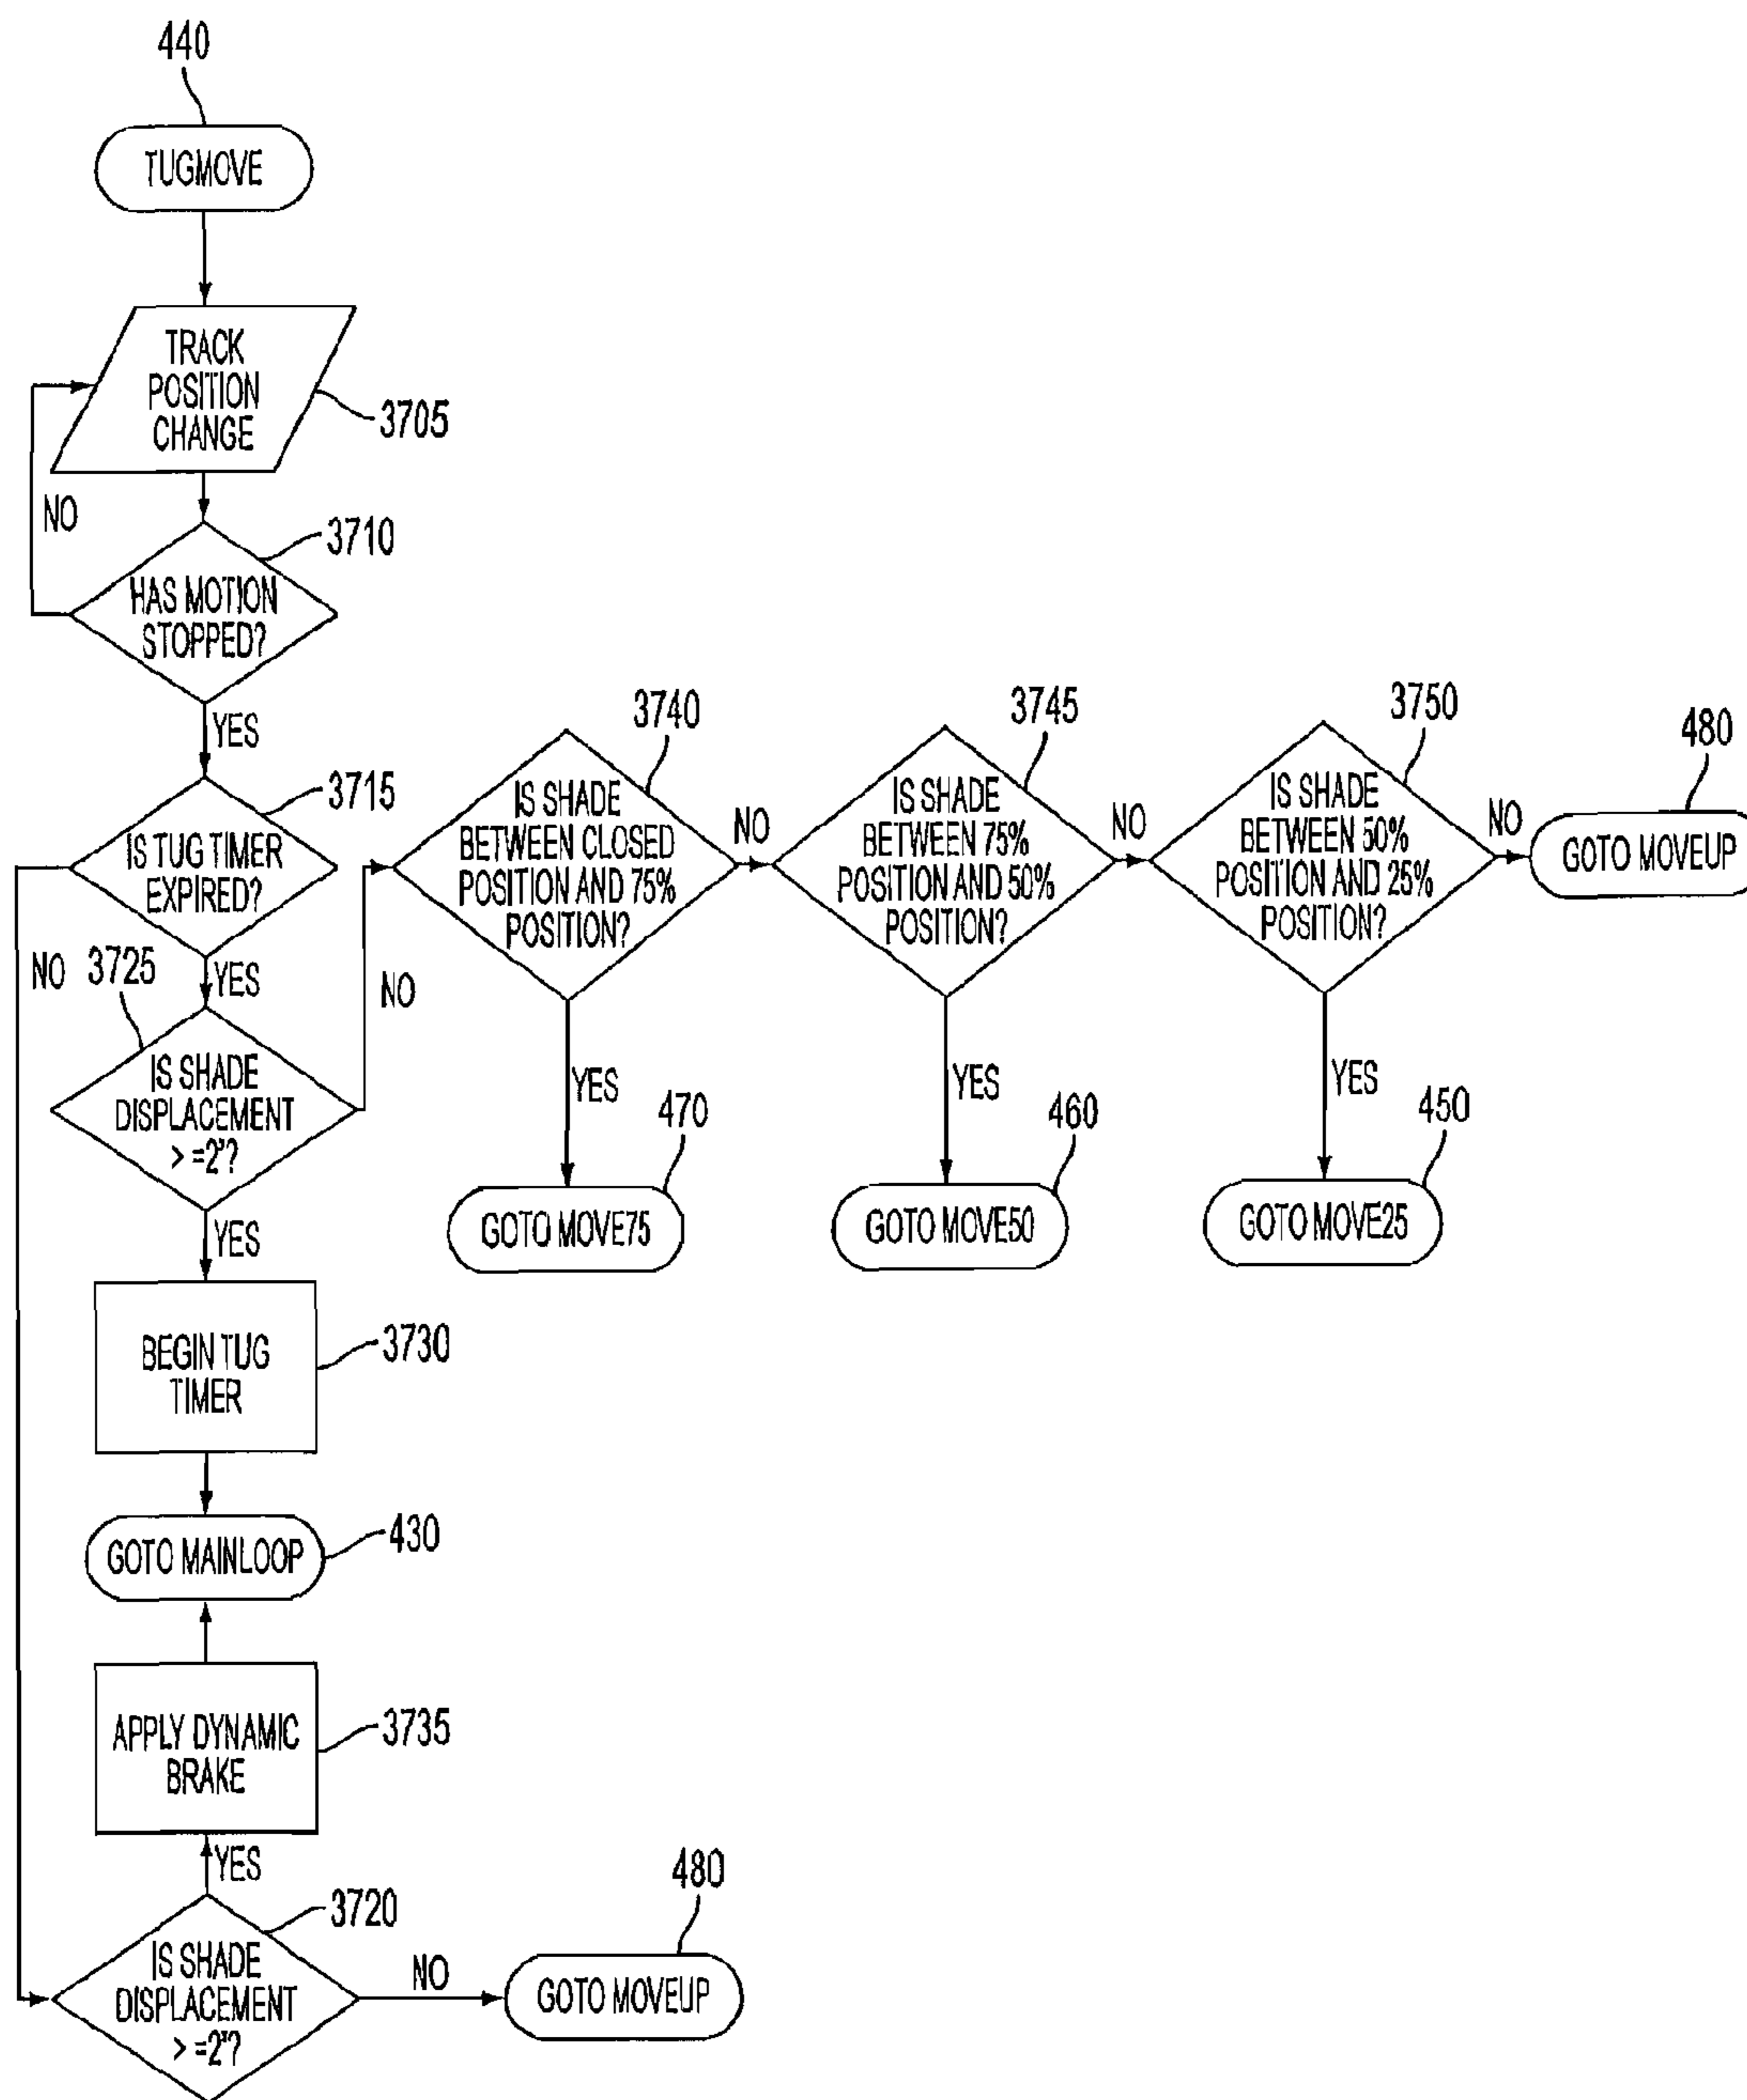 440
TUGMOVE
TRACK
POSITION
CHANGE
3705
NO
3710
HAS MOTION
STOPPED?
YES
3715
IS TUG TIMER
EXPIRED?
NO
YES
3725
IS SHADE
DISPLACEMENT
> =2"?
NO
3740
IS SHADE
BETWEEN CLOSED
POSITION AND 75%
POSITION?
NO
3745
IS SHADE
BETWEEN 75%
POSITION AND 50%
POSITION?
NO
3750
IS SHADE
BETWEEN 50%
POSITION AND 25%
POSITION?
NO
480
GOTO MOVEUP
YES
470
GOTO MOVE75
YES
460
GOTO MOVE50
YES
450
GOTO MOVE25
YES
BEGIN TUG
TIMER
3730
GOTO MAINLOOP
430
APPLY DYNAMIC
BRAKE
3735
YES
3720
IS SHADE
DISPLACEMENT
> =2"?
NO
480
GOTO MOVEUP